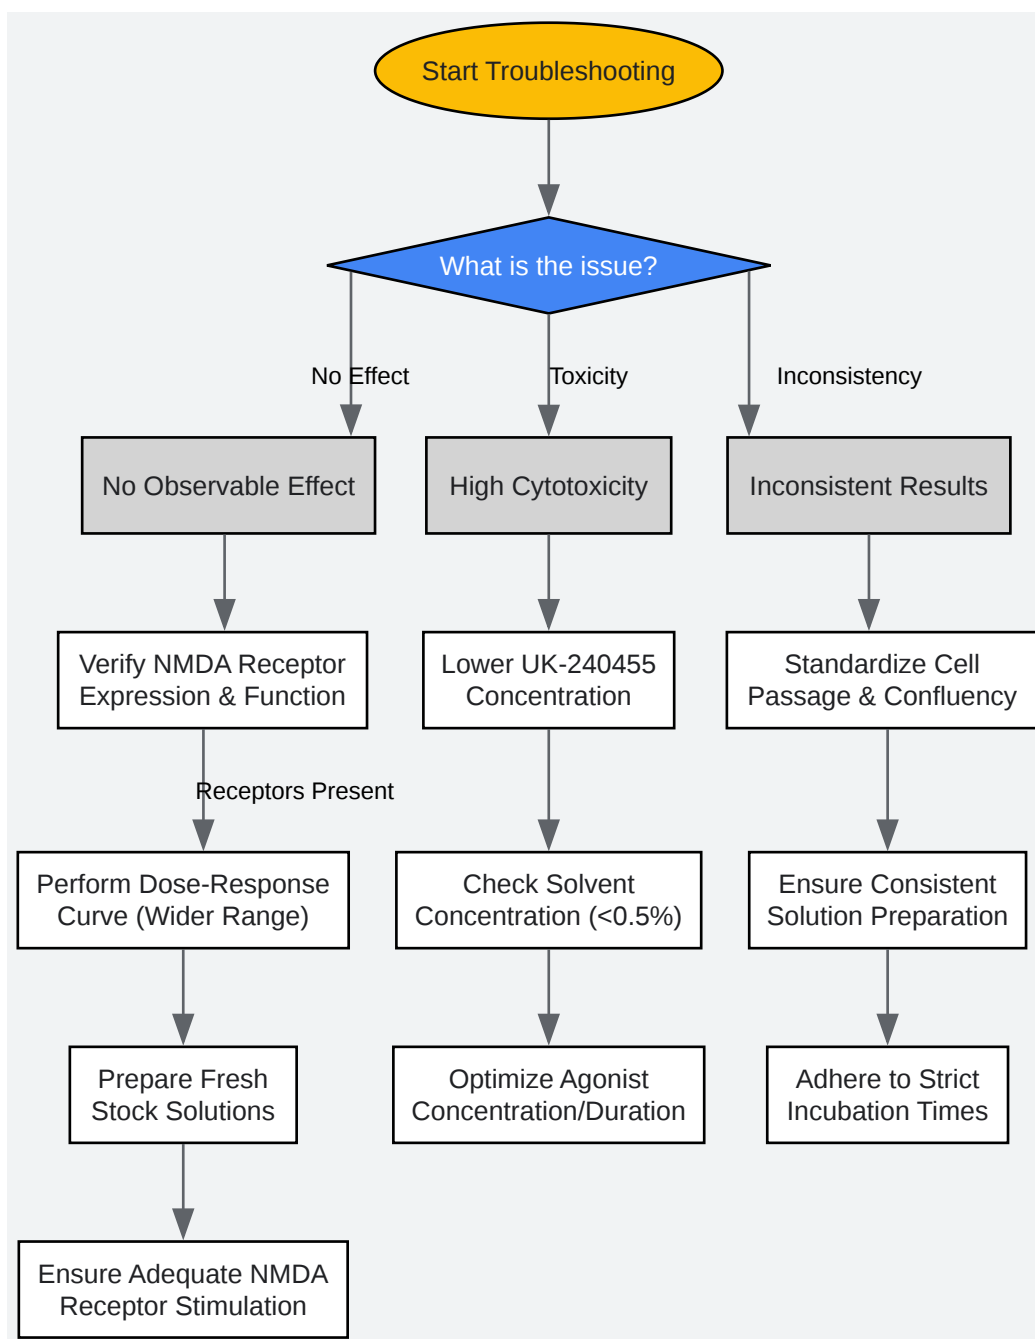 Start Troubleshooting
What is the issue?
No Effect
Toxicity
Inconsistency
No Observable Effect
High Cytotoxicity
Inconsistent Results
Verify NMDA Receptor
Expression & Function
Lower UK-240455
Concentration
Standardize Cell
Passage & Confluency
Receptors Present
Perform Dose-Response
Curve (Wider Range)
Check Solvent
Concentration (<0.5%)
Ensure Consistent
Solution Preparation
Prepare Fresh
Stock Solutions
Optimize Agonist
Concentration/Duration
Adhere to Strict
Incubation Times
Ensure Adequate NMDA
Receptor Stimulation